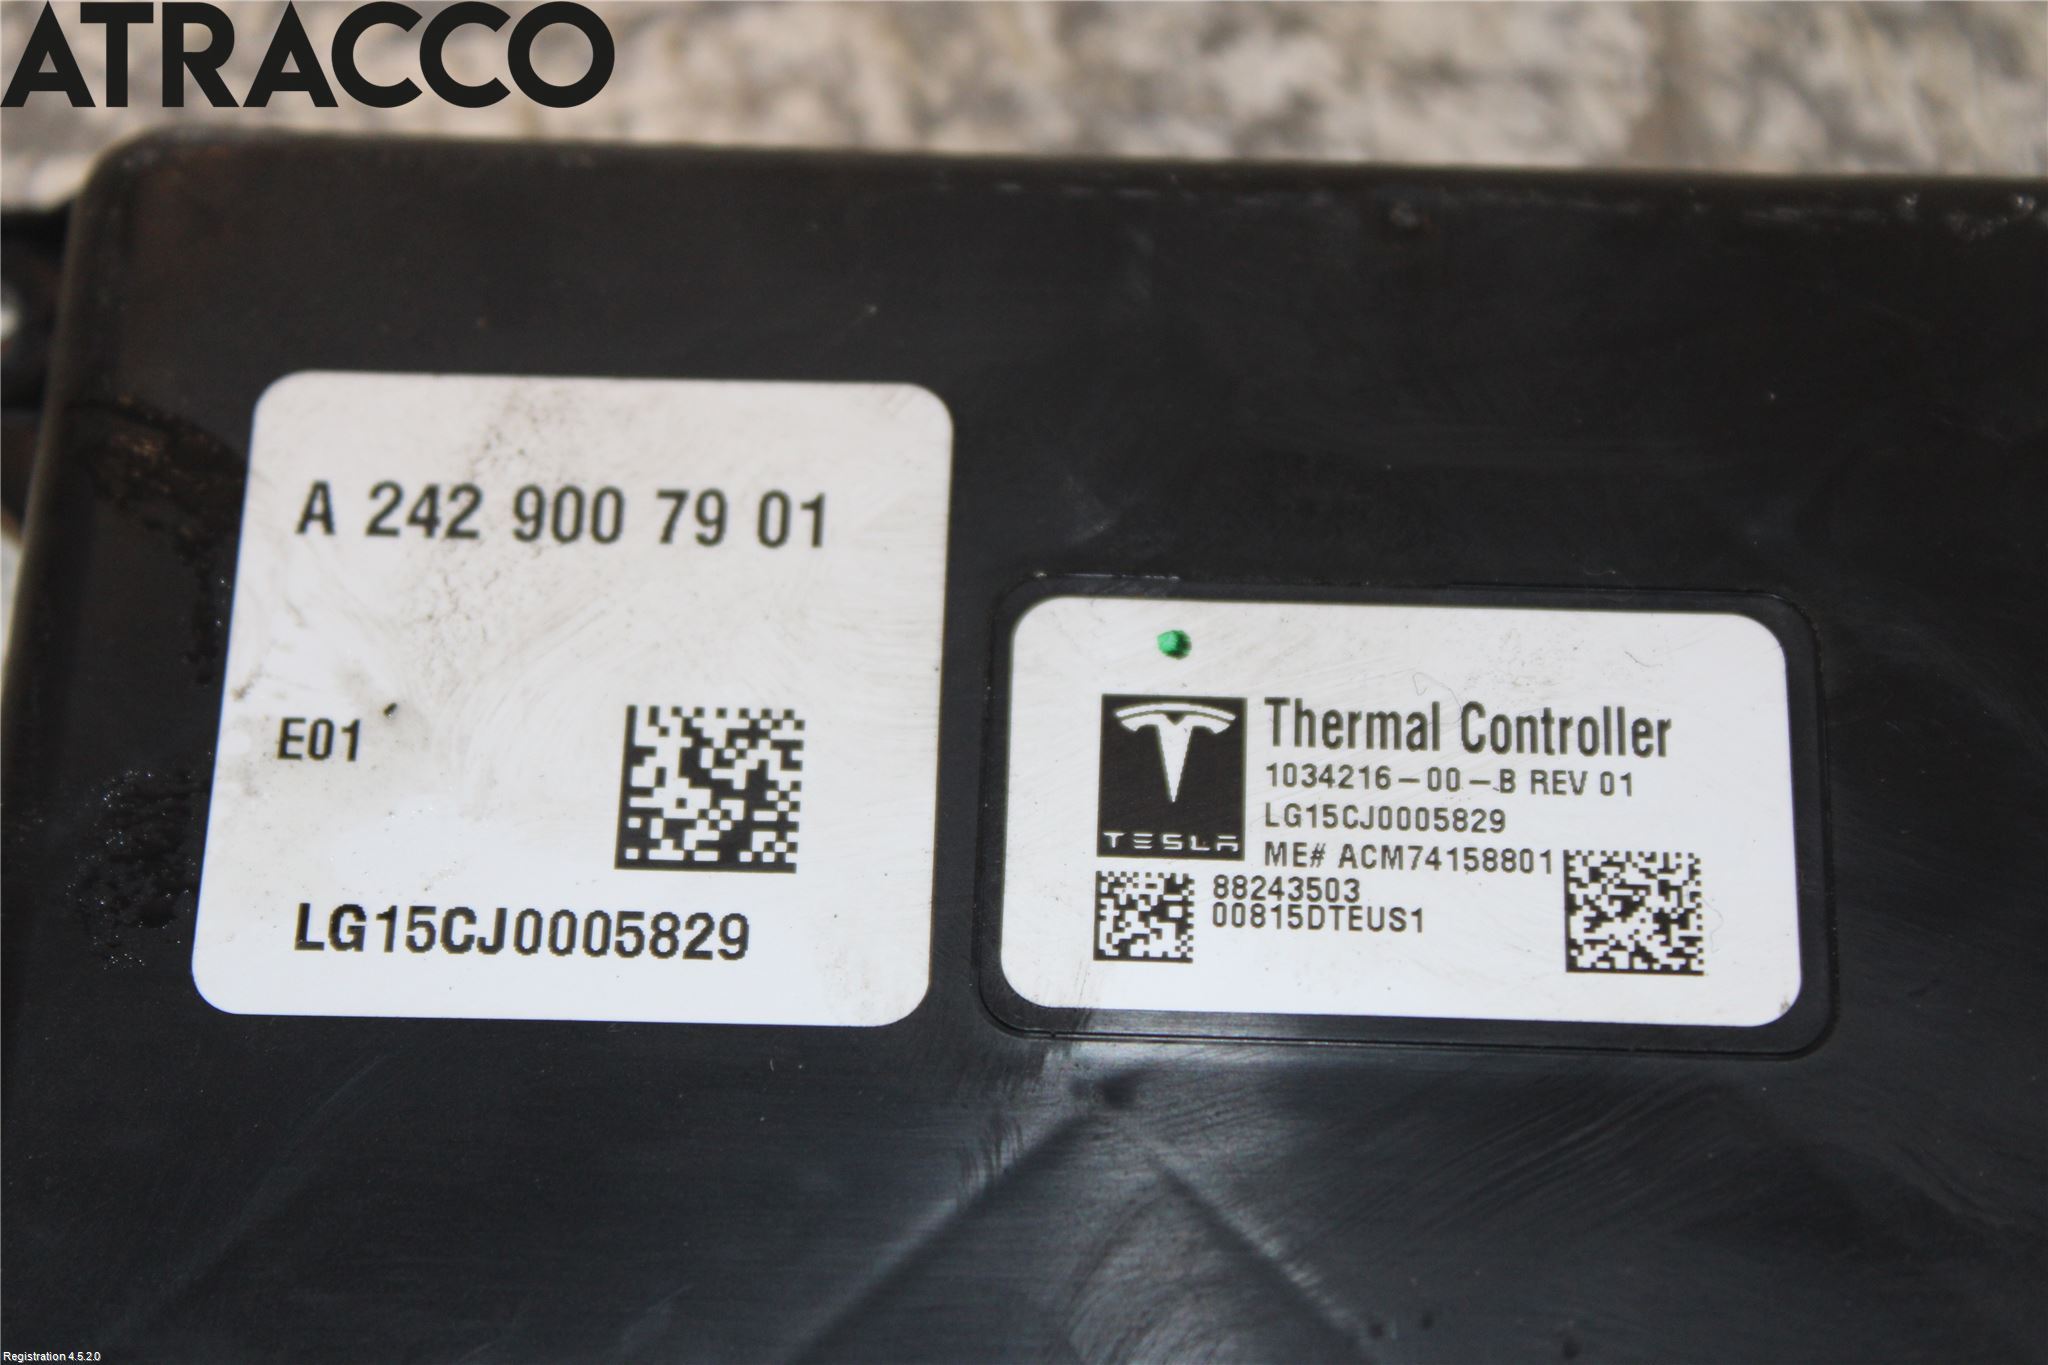 ATRACCO
A 242 900 79 01
E01
LG15CJ0005829
Thermal Controller
1034216-00-B REV 01
LG15CJ0005829
TESLA
ME# ACM74158801
88243503
00815DTEUS1
Registration 4.5.2.0